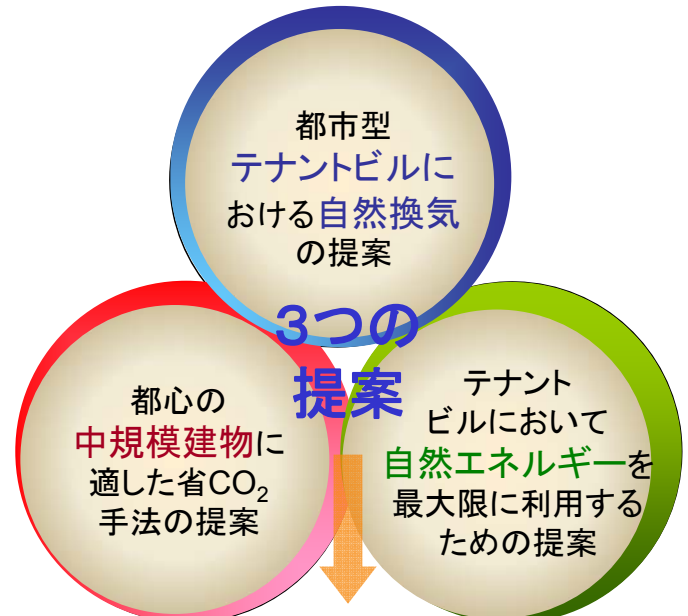 都市型
テナントビルに
おける自然換気
の提案
3つの
提案
都心の
中規模建物に
適した省CO₂
手法の提案
テナント
ビルにおいて
自然エネルギーを
最大限に利用する
ための提案